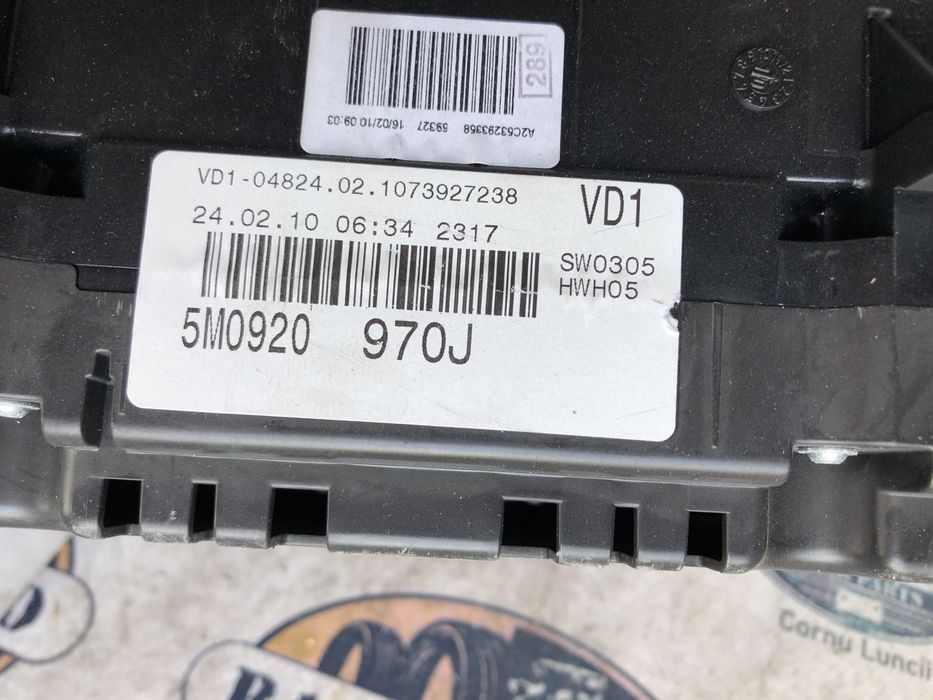 289
A2C53293358 59327 16/02/10 09:03
VD1-04824.02.1073927238
VD1
24.02.10 06:34 2317
SW0305
HWH05
5M0920 970J
Cornu Luncii